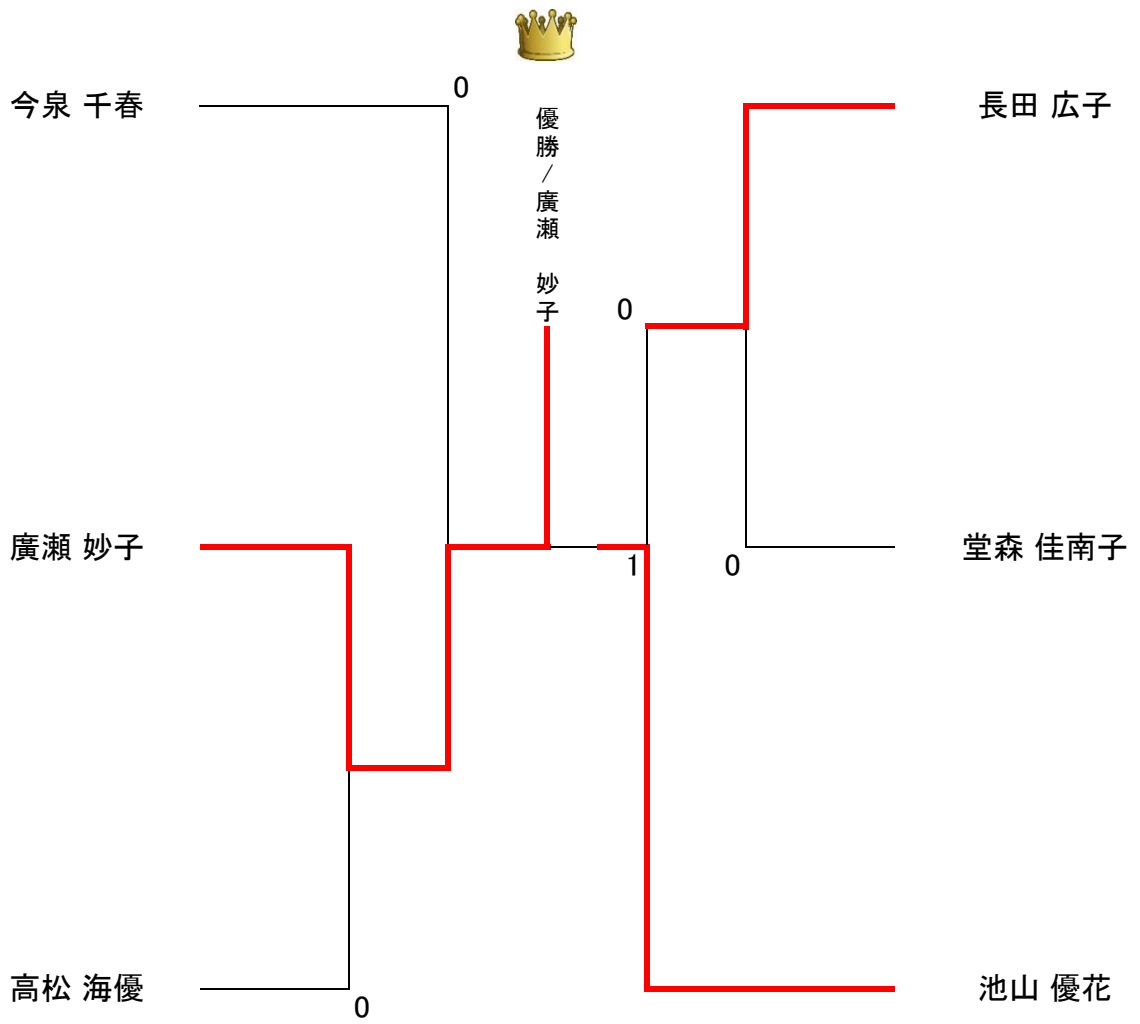 今泉 千春
0
優勝/廣瀬　妙子
長田 広子
0
廣瀬 妙子
1
0
堂森 佳南子
高松 海優
0
池山 優花